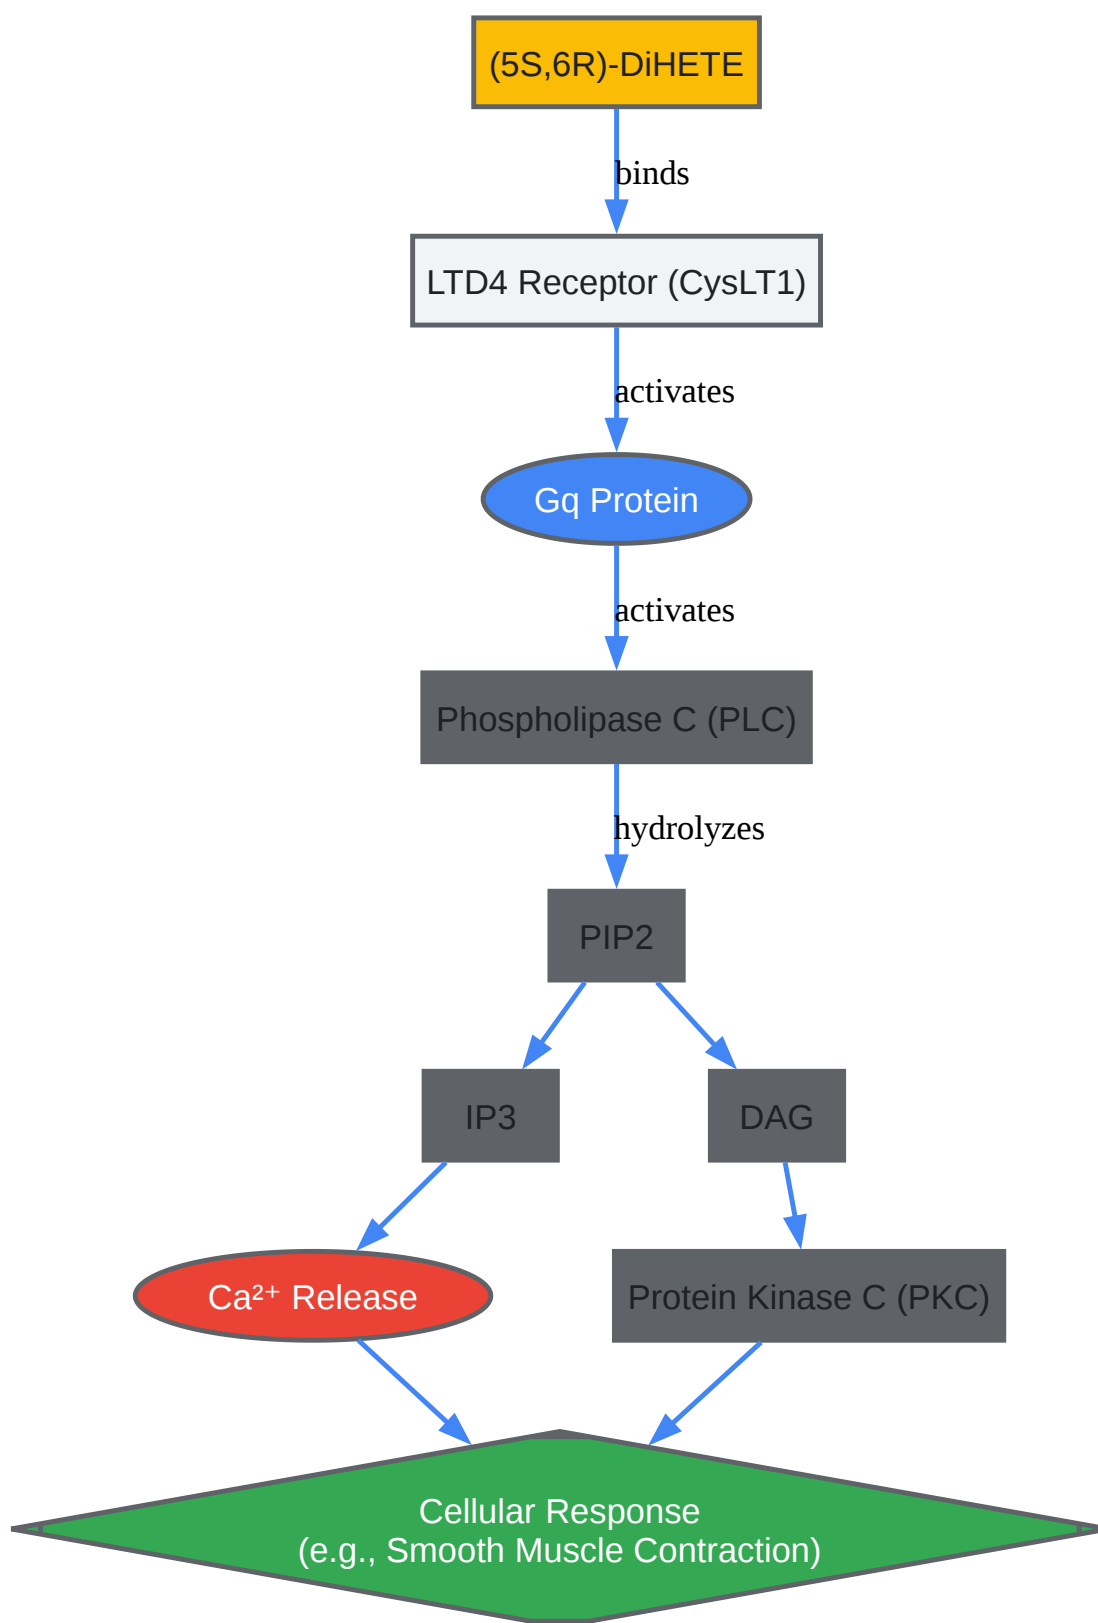 (5S,6R)-DiHETE
binds
LTD4 Receptor (CysLT1)
activates
Gq Protein
activates
Phospholipase C (PLC)
hydrolyzes
PIP2
IP3
DAG
Ca²⁺ Release
Protein Kinase C (PKC)
Cellular Response
(e.g., Smooth Muscle Contraction)